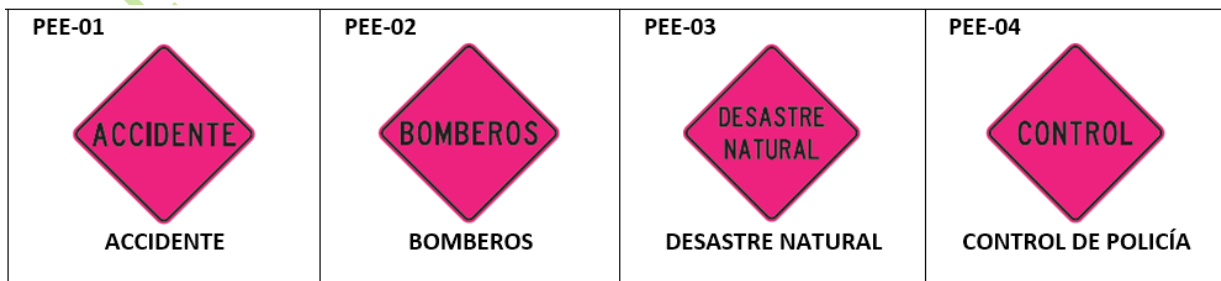 PEE-01
ACCIDENTE
ACCIDENTE
PEE-02
BOMBEROS
BOMBEROS
PEE-03
DESASTRE
NATURAL
DESASTRE NATURAL
PEE-04
CONTROL
CONTROL DE POLICÍA